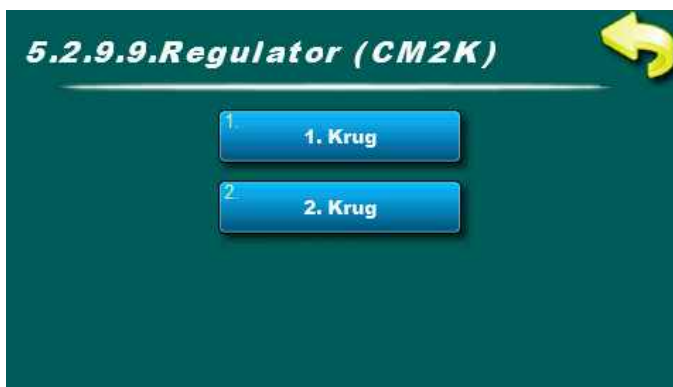 5.2.9.9.Regulator (CM2K)
1.
1. Krug
2.
2. Krug